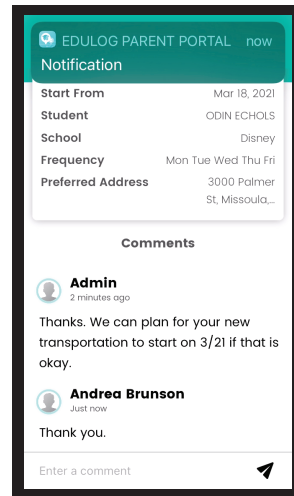 EDULOG PARENT PORTAL now
Notification
Start From Mar 18, 2021
Student ODIN ECHOLS
School Disney
Frequency Mon Tue Wed Thu Fri
Preferred Address 3000 Palmer
St, Missoula,...
Comments
Admin
2 minutes ago
Thanks. We can plan for your new
transportation to start on 3/21 if that is
okay.
Andrea Brunson
Just now
Thank you.
Enter a comment